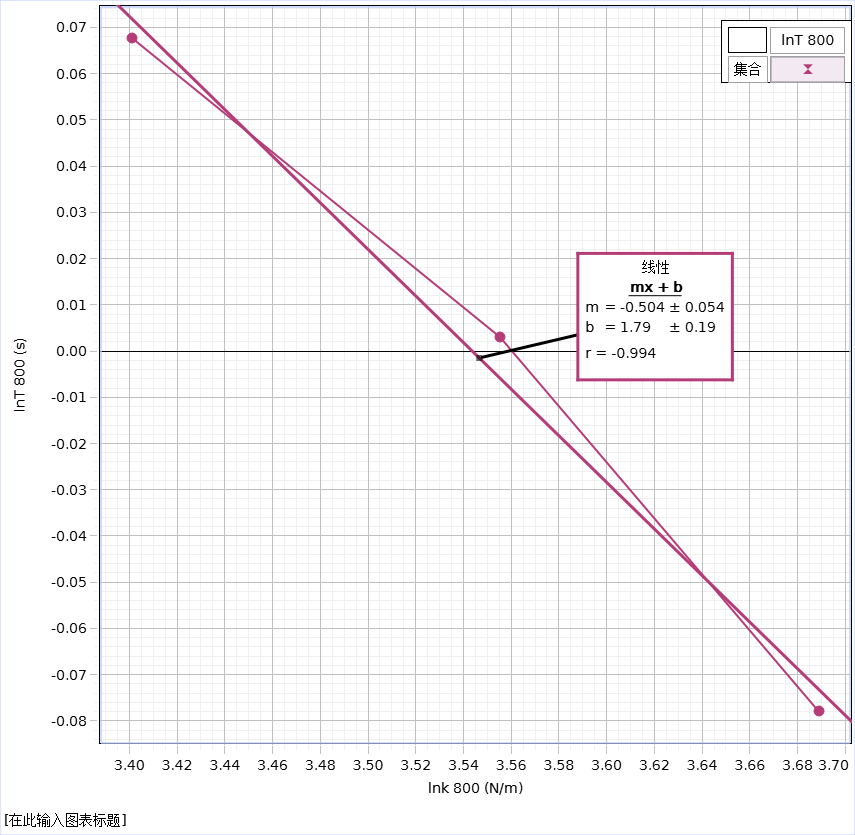 lnT 800
集合
0.07
0.06
0.05
0.04
0.03
0.02
0.01
0.00
-0.01
-0.02
-0.03
-0.04
-0.05
-0.06
-0.07
-0.08
lnT 800 (s)
线性
mx + b
m = -0.504 ± 0.054
b = 1.79 ± 0.19
r = -0.994
3.40 3.42 3.44 3.46 3.48 3.50 3.52 3.54 3.56 3.58 3.60 3.62 3.64 3.66 3.68 3.70
lnk 800 (N/m)
[在此输入图表标题]